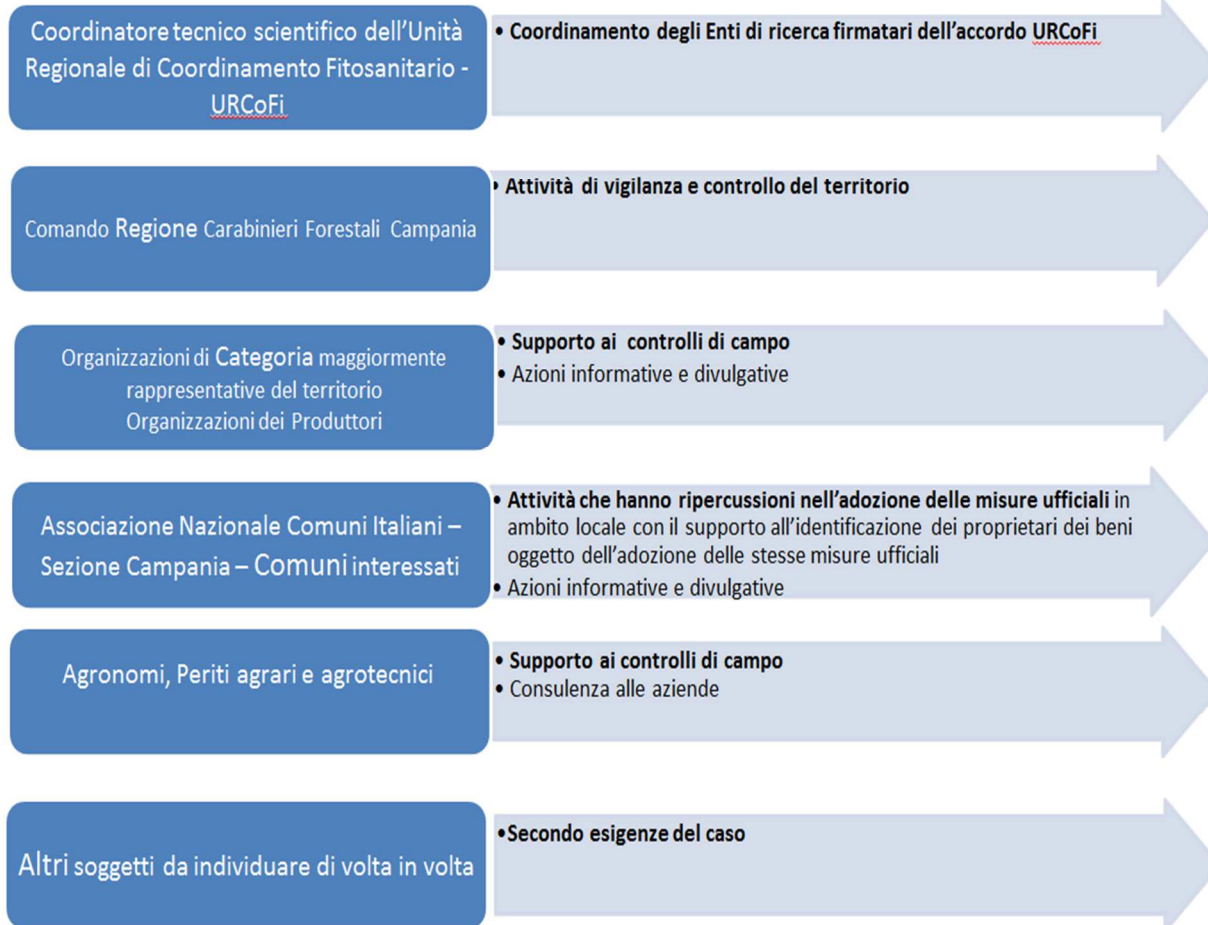 Coordinatore tecnico scientifico dell'Unità
Regionale di Coordinamento Fitosanitario -
URCoFi
• Coordinamento degli Enti di ricerca firmatari dell'accordo URCoFi
Comando Regione Carabinieri Forestali Campania
• Attività di vigilanza e controllo del territorio
Organizzazioni di Categoria maggiormente
rappresentative del territorio
Organizzazioni dei Produttori
• Supporto ai controlli di campo
• Azioni informative e divulgative
Associazione Nazionale Comuni Italiani –
Sezione Campania – Comuni interessati
• Attività che hanno ripercussioni nell'adozione delle misure ufficiali in
ambito locale con il supporto all'identificazione dei proprietari dei beni
oggetto dell'adozione delle stesse misure ufficiali
• Azioni informative e divulgative
Agronomi, Periti agrari e agrotecnici
• Supporto ai controlli di campo
• Consulenza alle aziende
Altri soggetti da individuare di volta in volta
•Secondo esigenze del caso